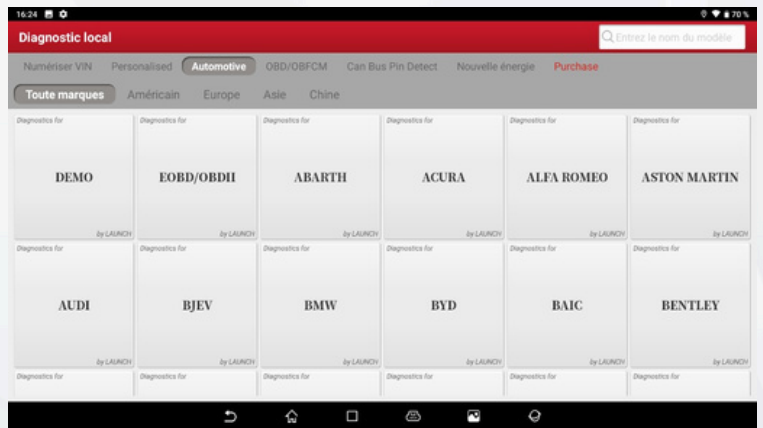 16:24
70 %
Diagnostic local
Entrez le nom du modèle
Numériser VIN Personalised Automotive OBD/OBFCM Can Bus Pin Detect Nouvelle énergie Purchase
Toute marques Américain Europe Asie Chine
Diagnostics for Diagnostics for Diagnostics for Diagnostics for Diagnostics for Diagnostics for
DEMO EOBD/OBDII ABARTH ACURA ALFA ROMEO ASTON MARTIN
by LAUNCH by LAUNCH by LAUNCH by LAUNCH by LAUNCH by LAUNCH
Diagnostics for Diagnostics for Diagnostics for Diagnostics for Diagnostics for Diagnostics for
AUDI BJEV BMW BYD BAIC BENTLEY
by LAUNCH by LAUNCH by LAUNCH by LAUNCH by LAUNCH by LAUNCH
Diagnostics for Diagnostics for Diagnostics for Diagnostics for Diagnostics for Diagnostics for